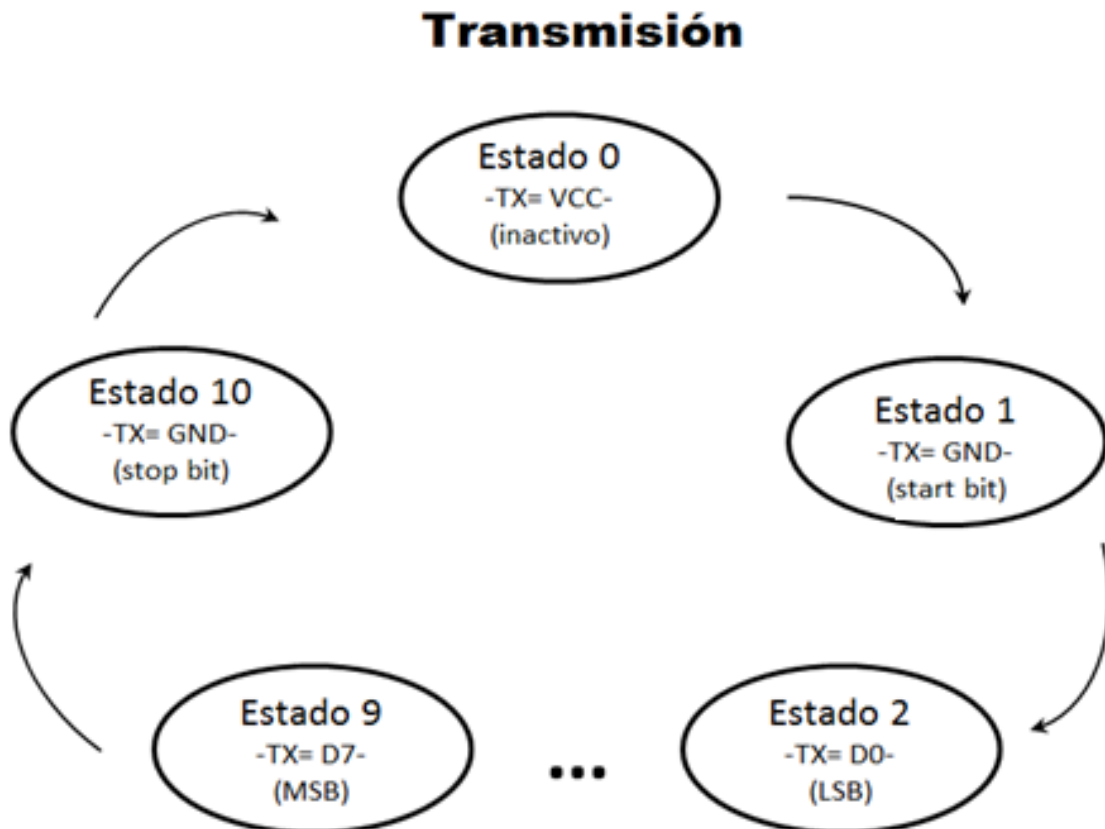 Transmisión
Estado 0
-TX= VCC-
(inactivo)
Estado 1
-TX= GND-
(start bit)
Estado 2
-TX= D0-
(LSB)
...
Estado 9
-TX= D7-
(MSB)
Estado 10
-TX= GND-
(stop bit)